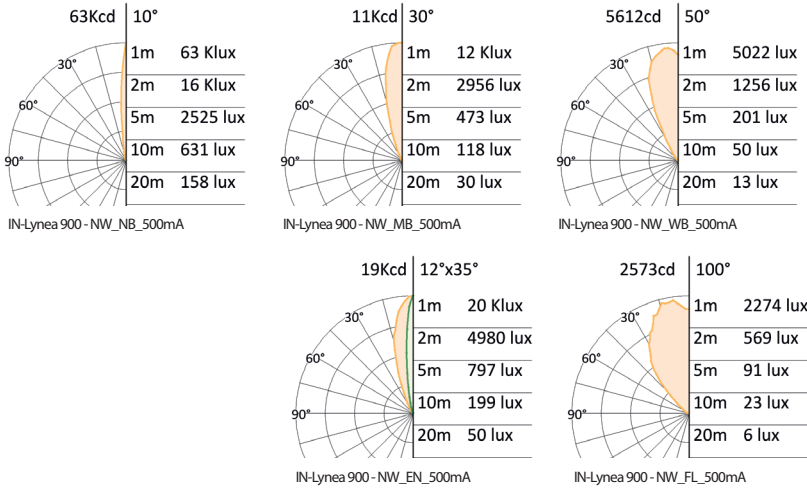 63Kcd 10°
1m 63 Klux
30°
2m 16 Klux
60°
5m 2525 lux
10m 631 lux
90°
20m 158 lux
IN-Lynea 900 - NW_NB_500mA
11Kcd 30°
1m 12 Klux
30°
2m 2956 lux
60°
5m 473 lux
10m 118 lux
90°
20m 30 lux
IN-Lynea 900 - NW_MB_500mA
5612cd 50°
1m 5022 lux
30°
2m 1256 lux
60°
5m 201 lux
10m 50 lux
90°
20m 13 lux
IN-Lynea 900 - NW_WB_500mA
19Kcd 12°x35°
1m 20 Klux
30°
2m 4980 lux
60°
5m 797 lux
10m 199 lux
90°
20m 50 lux
IN-Lynea 900 - NW_EN_500mA
2573cd 100°
1m 2274 lux
30°
2m 569 lux
60°
5m 91 lux
10m 23 lux
90°
20m 6 lux
IN-Lynea 900 - NW_FL_500mA